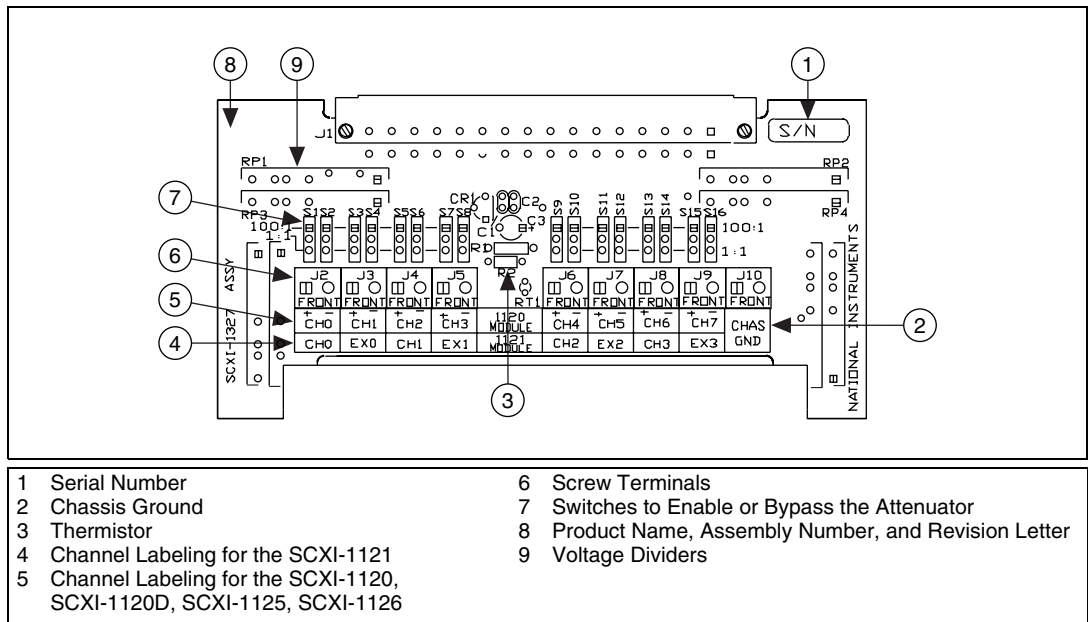 8 9 1
J1 S/N
RP1 RP2
7 CR1 C2 S9 S10 S11 S12 S13 S14
RP3 S1 S2 S3 S4 S5 S6 S7 S8 C1 C3 S15 S16 RP4
100:1 100:1
1:1 R1 1:1
6 J2 J3 J4 J5 R2 J6 J7 J8 J9 J10
FRONT FRONT FRONT FRONT RT1 FRONT FRONT FRONT FRONT FRONT
5 + - + - + - + - + - + - + - + -
CH0 CH1 CH2 CH3 1120 MODULE CH4 CH5 CH6 CH7 CHAS GND 2
4 CH0 EX0 CH1 EX1 1121 MODULE CH2 EX2 CH3 EX3
3
SCXI-1327 ASSY
NATIONAL INSTRUMENTS
1 Serial Number
2 Chassis Ground
3 Thermistor
4 Channel Labeling for the SCXI-1121
5 Channel Labeling for the SCXI-1120,
SCXI-1120D, SCXI-1125, SCXI-1126
6 Screw Terminals
7 Switches to Enable or Bypass the Attenuator
8 Product Name, Assembly Number, and Revision Letter
9 Voltage Dividers